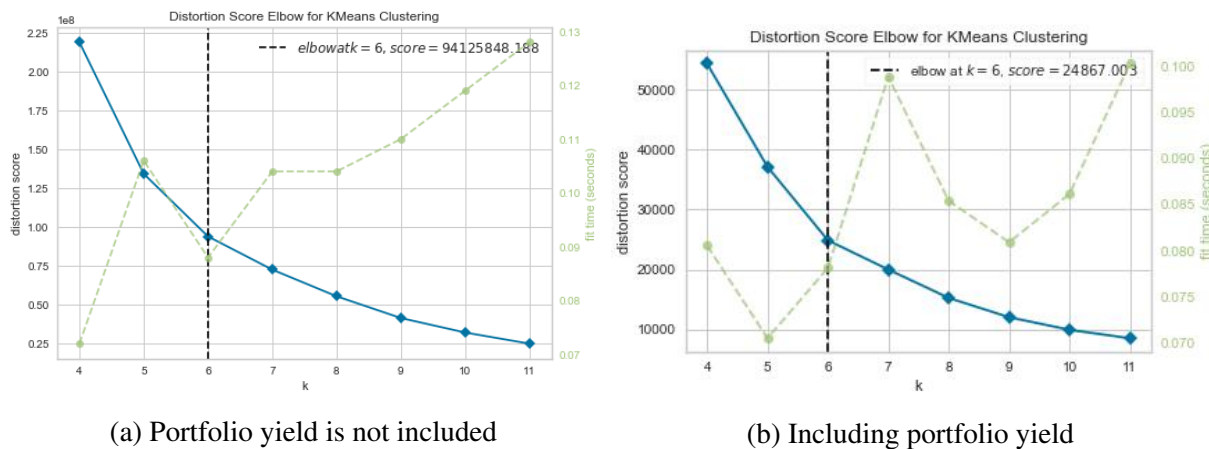 Distortion Score Elbow for KMeans Clustering
1e8
elbowatk = 6, score = 94125848.188
2.25
2.00
1.75
1.50
1.25
1.00
0.75
0.50
0.25
distortion score
0.13
0.12
0.11
0.10
0.09
0.08
0.07
fit time (seconds)
4 5 6 7 8 9 10 11
k
(a) Portfolio yield is not included
Distortion Score Elbow for KMeans Clustering
elbow at k = 6, score = 24867.003
50000
40000
30000
20000
10000
distortion score
0.100
0.095
0.090
0.085
0.080
0.075
0.070
fit time (seconds)
4 5 6 7 8 9 10 11
k
(b) Including portfolio yield